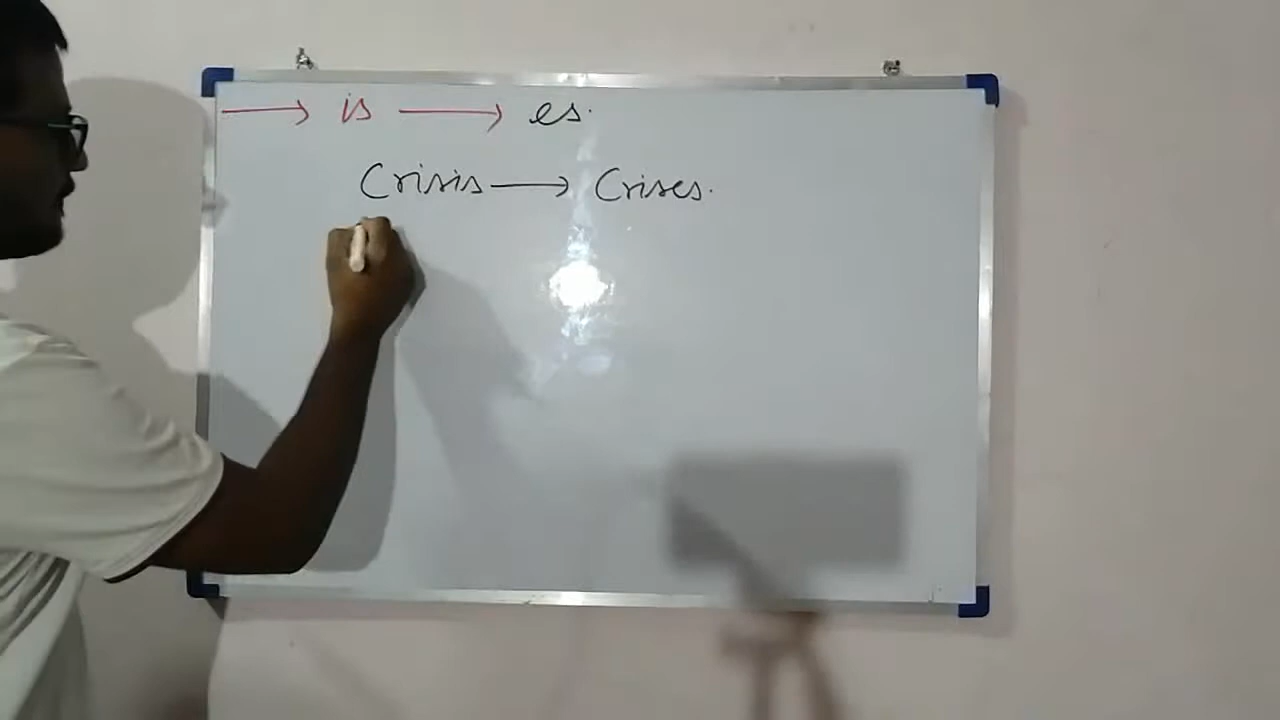 → is → es.
Crisis → Crises.